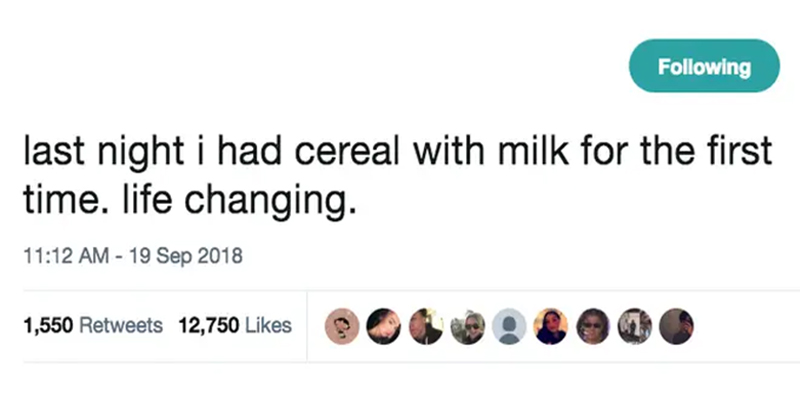 Following
last night i had cereal with milk for the first
time. life changing.
11:12 AM - 19 Sep 2018
1,550 Retweets 12,750 Likes